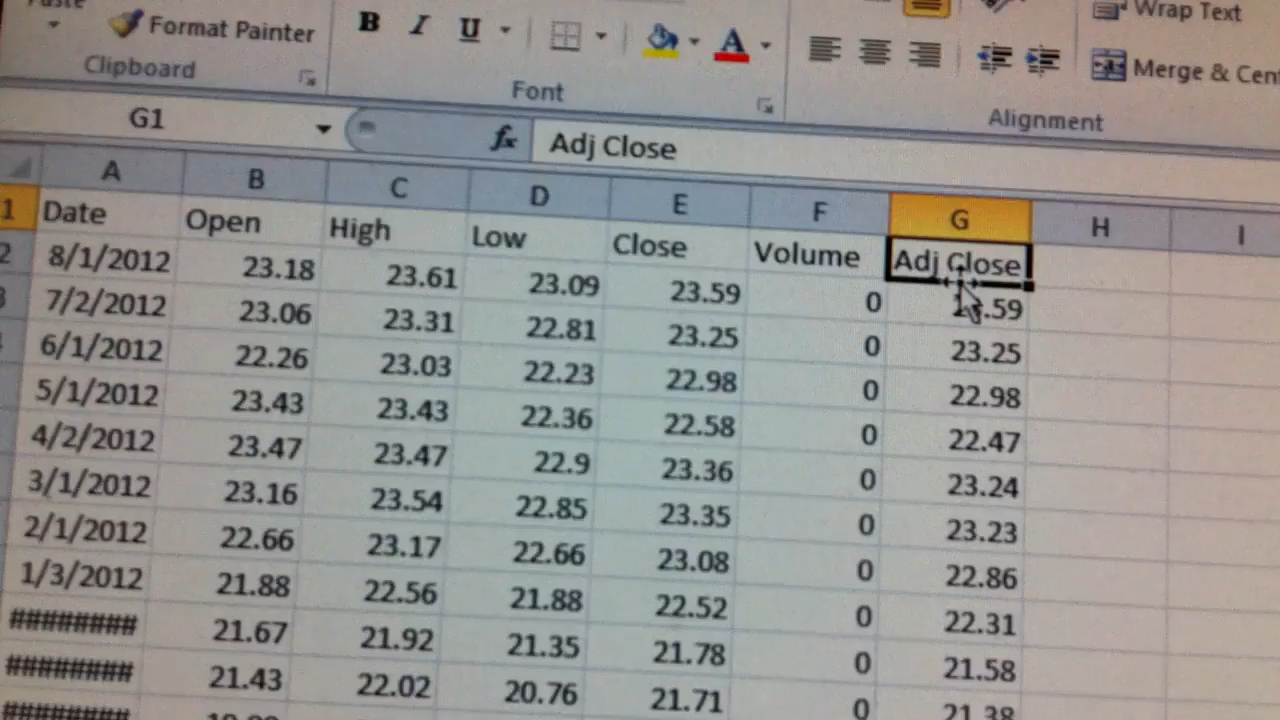 Format Painter
B I U A
Wrap Text
Merge & Cen
Clipboard
Font
Alignment
G1 fx Adj Close
A B C D E F G H I
1 Date Open High Low Close Volume Adj Close
2 8/1/2012 23.18 23.61 23.09 23.59 0 .59
7/2/2012 23.06 23.31 22.81 23.25 0 23.25
6/1/2012 22.26 23.03 22.23 22.98 0 22.98
5/1/2012 23.43 23.43 22.36 22.58 0 22.47
4/2/2012 23.47 23.47 22.9 23.36 0 23.24
3/1/2012 23.16 23.54 22.85 23.35 0 23.23
2/1/2012 22.66 23.17 22.66 23.08 0 22.86
1/3/2012 21.88 22.56 21.88 22.52 0 22.31
######## 21.67 21.92 21.35 21.78 0 21.58
######## 21.43 22.02 20.76 21.71 0 21.38
########